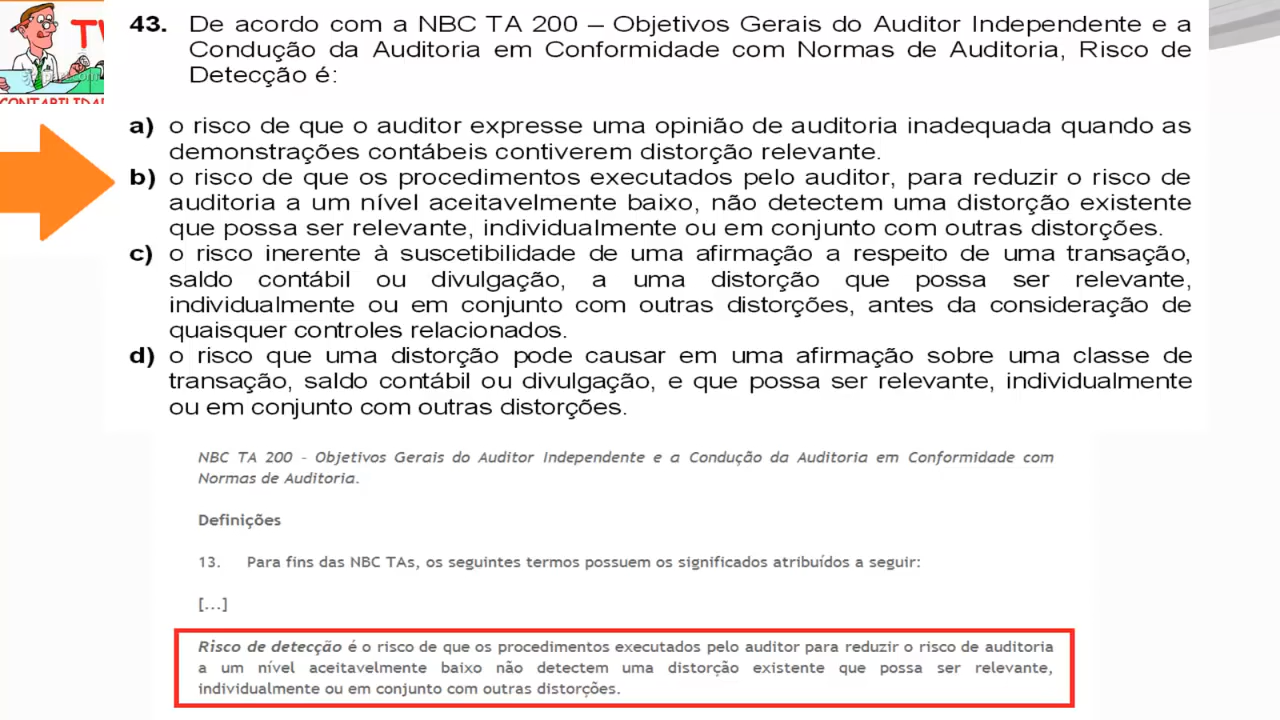 TV
CONTABILIDA
43. De acordo com a NBC TA 200 – Objetivos Gerais do Auditor Independente e a
Condução da Auditoria em Conformidade com Normas de Auditoria, Risco de
Detecção é:
a) o risco de que o auditor expresse uma opinião de auditoria inadequada quando as
demonstrações contábeis contiverem distorção relevante.
b) o risco de que os procedimentos executados pelo auditor, para reduzir o risco de
auditoria a um nível aceitavelmente baixo, não detectem uma distorção existente
que possa ser relevante, individualmente ou em conjunto com outras distorções.
c) o risco inerente à suscetibilidade de uma afirmação a respeito de uma transação,
saldo contábil ou divulgação, a uma distorção que possa ser relevante,
individualmente ou em conjunto com outras distorções, antes da consideração de
quaisquer controles relacionados.
d) o risco que uma distorção pode causar em uma afirmação sobre uma classe de
transação, saldo contábil ou divulgação, e que possa ser relevante, individualmente
ou em conjunto com outras distorções.
NBC TA 200 - Objetivos Gerais do Auditor Independente e a Condução da Auditoria em Conformidade com
Normas de Auditoria.
Definições
13. Para fins das NBC TAs, os seguintes termos possuem os significados atribuídos a seguir:
[...]
Risco de detecção é o risco de que os procedimentos executados pelo auditor para reduzir o risco de auditoria
a um nível aceitavelmente baixo não detectem uma distorção existente que possa ser relevante,
individualmente ou em conjunto com outras distorções.